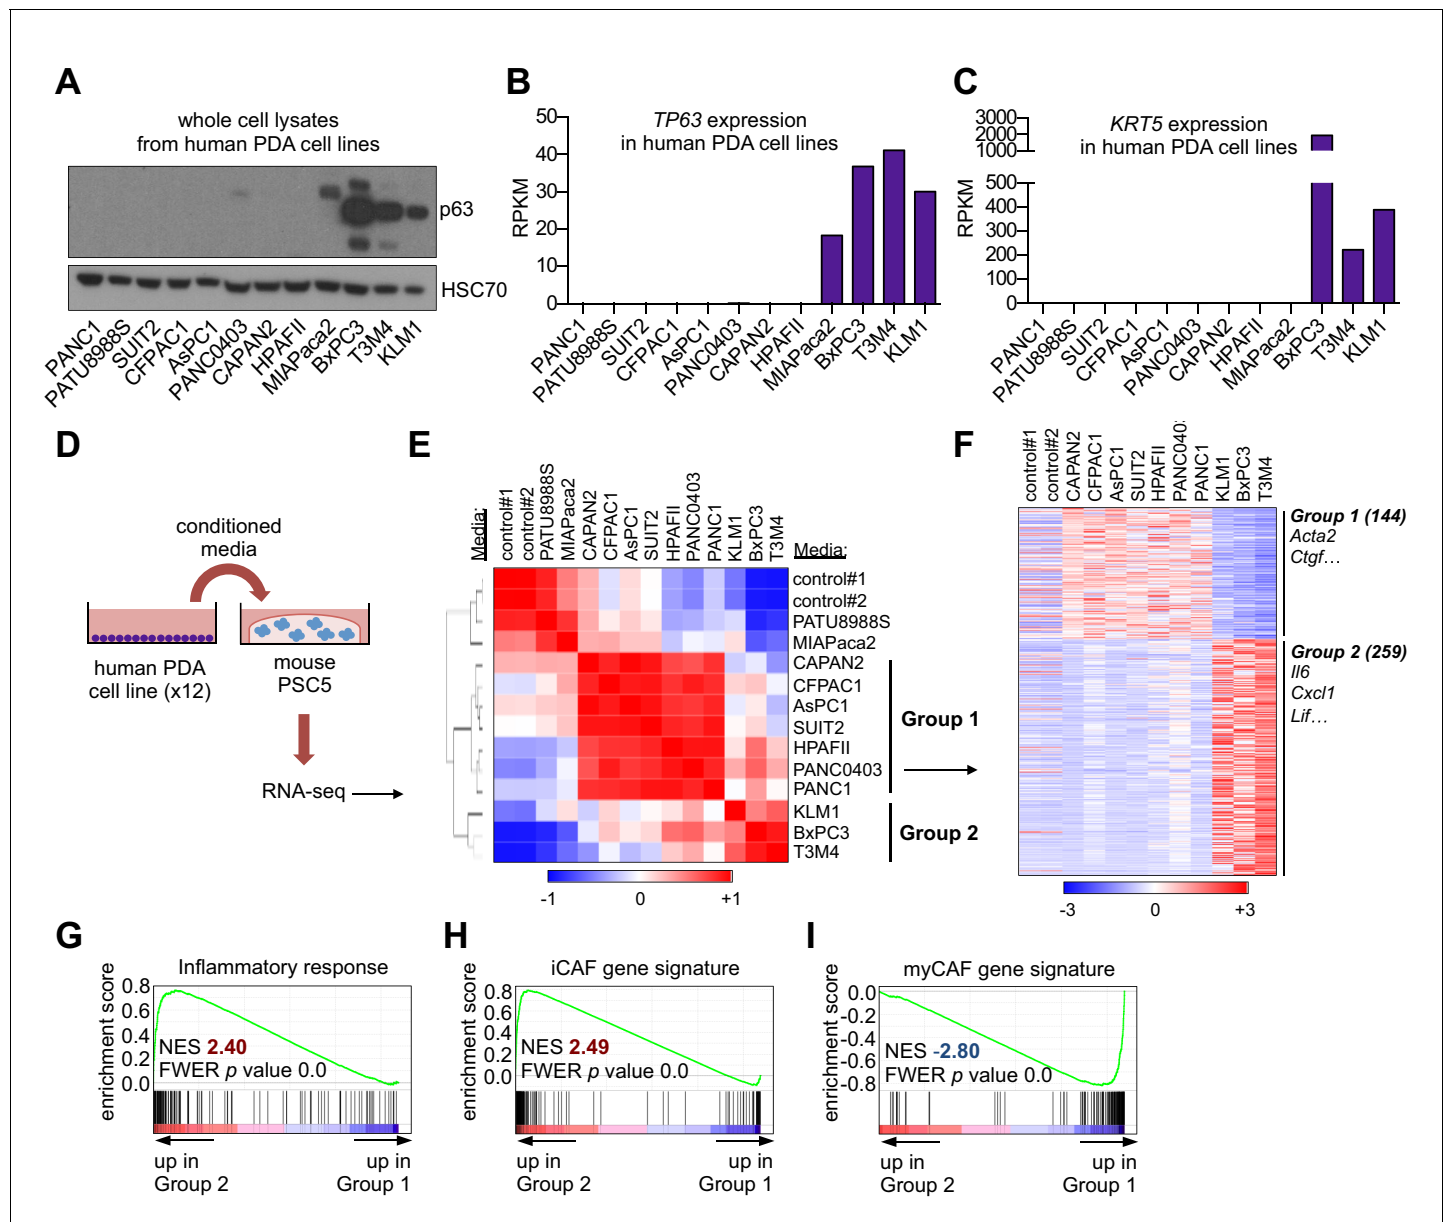 A
whole cell lysates
from human PDA cell lines
p63
HSC70
PANC1
PATU8988S
SUIT2
CFPAC1
AsPC1
PANC0403
CAPAN2
HPAFII
MIAPaca2
BxPC3
T3M4
KLM1
B
TP63 expression
in human PDA cell lines
RPKM
50
40
30
20
10
0
PANC1
PATU8988S
SUIT2
CFPAC1
AsPC1
PANC0403
CAPAN2
HPAFII
MIAPaca2
BxPC3
T3M4
KLM1
C
KRT5 expression
in human PDA cell lines
RPKM
3000
2000
1000
500
400
300
200
100
0
PANC1
PATU8988S
SUIT2
CFPAC1
AsPC1
PANC0403
CAPAN2
HPAFII
MIAPaca2
BxPC3
T3M4
KLM1
D
conditioned
media
human PDA
cell line (x12)
mouse
PSC5
RNA-seq
E
Media:
control#1
control#2
PATU8988S
MIAPaca2
CAPAN2
CFPAC1
AsPC1
SUIT2
HPAFII
PANC0403
PANC1
KLM1
BxPC3
T3M4
Media:
control#1
control#2
PATU8988S
MIAPaca2
CAPAN2
CFPAC1
AsPC1
SUIT2
HPAFII
PANC0403
PANC1
KLM1
BxPC3
T3M4
Group 1
Group 2
-1
0
+1
F
control#1
control#2
CAPAN2
CFPAC1
AsPC1
SUIT2
HPAFII
PANC040
PANC1
KLM1
BxPC3
T3M4
Group 1 (144)
Acta2
Ctgf…
Group 2 (259)
Il6
Cxcl1
Lif…
-3
0
+3
G
Inflammatory response
enrichment score
0.8
0.6
0.4
0.2
0.0
NES 2.40
FWER p value 0.0
up in
Group 2
up in
Group 1
H
iCAF gene signature
enrichment score
0.8
0.6
0.4
0.2
0.0
NES 2.49
FWER p value 0.0
up in
Group 2
up in
Group 1
I
myCAF gene signature
enrichment score
0.0
-0.2
-0.4
-0.6
-0.8
NES -2.80
FWER p value 0.0
up in
Group 2
up in
Group 1